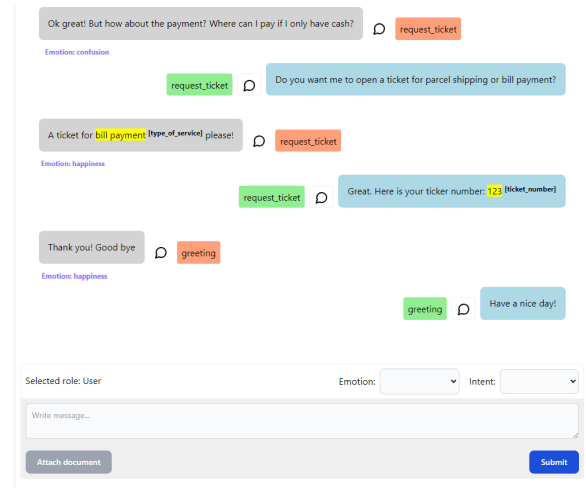 Ok great! But how about the payment? Where can I pay if I only have cash? request_ticket
Emotion: confusion
request_ticket Do you want me to open a ticket for parcel shipping or bill payment?
A ticket for bill payment [type_of_service] please! request_ticket
Emotion: happiness
request_ticket Great. Here is your ticker number: 123 [ticket_number]
Thank you! Good bye greeting
Emotion: happiness
greeting Have a nice day!
Selected role: User Emotion: Intent:
Write message...
Attach document Submit